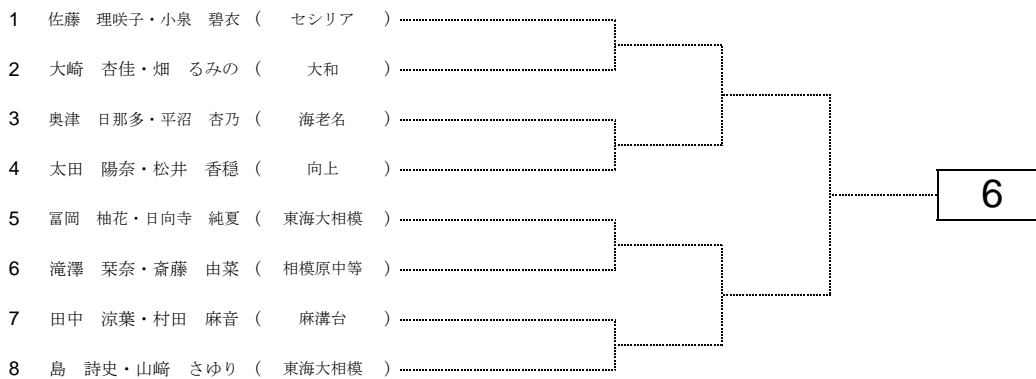 1 佐藤 理咲子・小泉 碧衣 ( セシリア )
2 大崎 杏佳・畑 るみの ( 大和 )
3 奥津 日那多・平沼 杏乃 ( 海老名 )
4 太田 陽奈・松井 香穏 ( 向上 )
5 冨岡 柚花・日向寺 純夏 ( 東海大相模 )
6 滝澤 栞奈・斎藤 由菜 ( 相模原中等 )
7 田中 涼葉・村田 麻音 ( 麻溝台 )
8 島 詩史・山﨑 さゆり ( 東海大相模 )
6